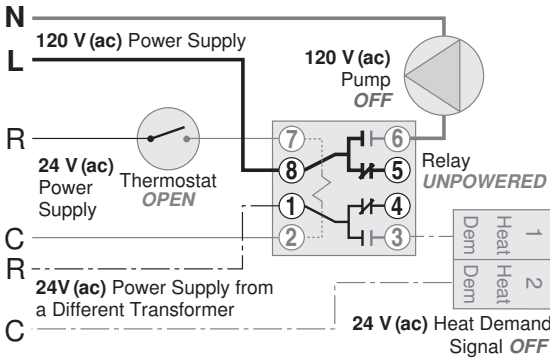 N
120 V (ac) Power Supply
L
120 V (ac)
Pump
OFF
R
24 V (ac)
Power
Supply
Thermostat
OPEN
7
6
8
5
Relay
UNPOWERED
1
4
2
3
C
R
24V (ac) Power Supply from
a Different Transformer
C
Heat
Dem
1
Heat
Dem
2
24 V (ac) Heat Demand
Signal OFF